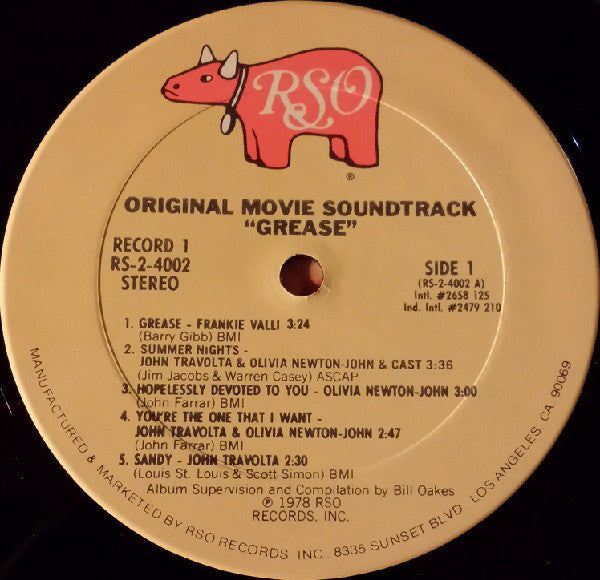 RSO
®
ORIGINAL MOVIE SOUNDTRACK
"GREASE"
RECORD 1
RS-2-4002
STEREO
SIDE 1
(RS-2-4002 A)
Intl. #2658 125
Ind. Intl. #2479 210
1. GREASE - FRANKIE VALLI 3:24
(Barry Gibb) BMI
2. SUMMER NIGHTS -
JOHN TRAVOLTA & OLIVIA NEWTON-JOHN & CAST 3:36
(Jim Jacobs & Warren Casey) ASCAP
3. HOPELESSLY DEVOTED TO YOU - OLIVIA NEWTON-JOHN 3:00
(John Farrar) BMI
4. YOU'RE THE ONE THAT I WANT -
JOHN TRAVOLTA & OLIVIA NEWTON-JOHN 2:47
(John Farrar) BMI
5. SANDY - JOHN TRAVOLTA 2:30
(Louis St. Louis & Scott Simon) BMI
Album Supervision and Compilation by Bill Oakes
℗ 1978 RSO
RECORDS, INC.
MANUFACTURED & MARKETED BY RSO RECORDS, INC., 8335 SUNSET BLVD. LOS ANGELES, CA 90069